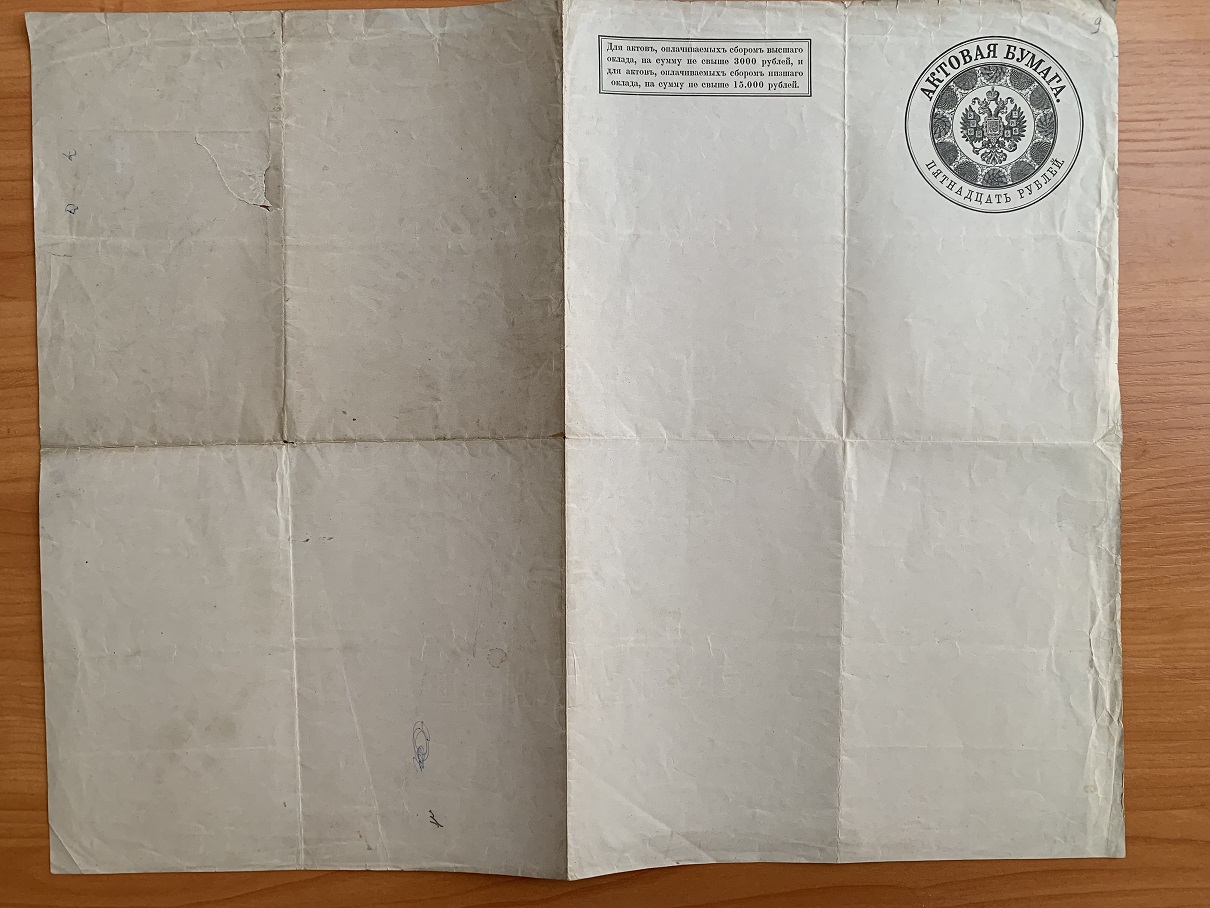 Для актовъ, оплачиваемыхъ сборомъ высшаго
оклада, на сумму не свыше 3000 рублей, и
для актовъ, оплачиваемыхъ сборомъ низшаго
оклада, на сумму не свыше 15.000 рублей.
9
АКТОВАЯ БУМАГА.
ПЯТНАДЦАТЬ РУБЛЕЙ.